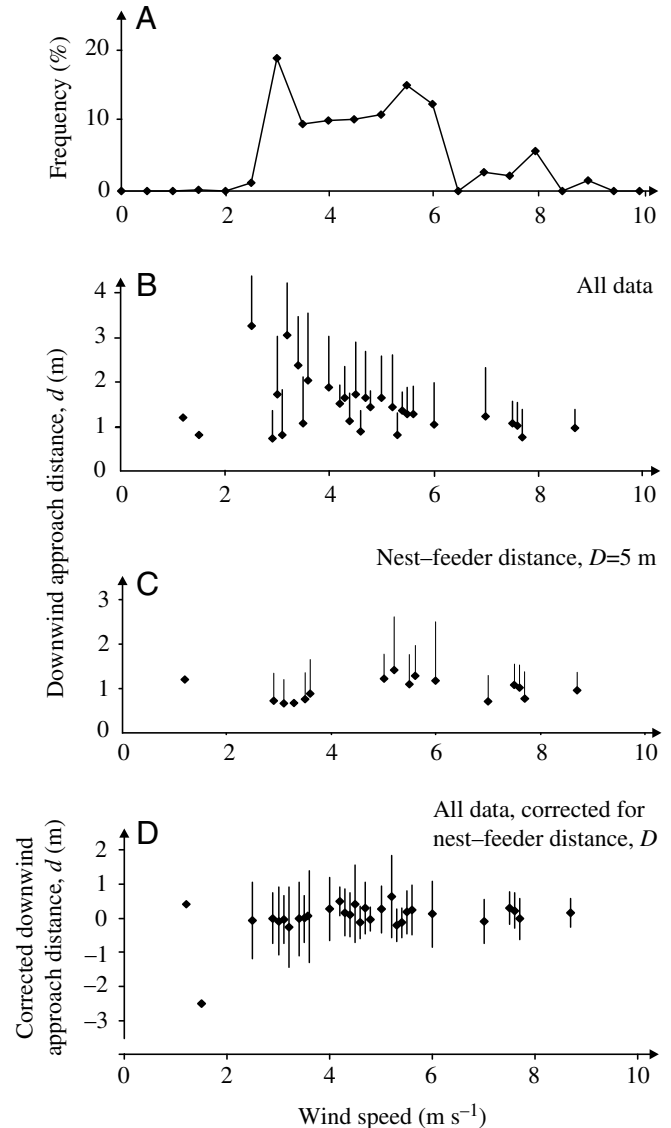 A
Frequency (%)
20
10
0
0 2 4 6 8 10
B
All data
Downwind approach distance, d (m)
4
3
2
1
0
0 2 4 6 8 10
Nest–feeder distance, D=5 m
C
3
2
1
0
0 2 4 6 8 10
D
All data, corrected for
nest–feeder distance, D
Corrected downwind
approach distance, d (m)
2
1
0
–1
–2
–3
0 2 4 6 8 10
Wind speed (m s⁻¹)